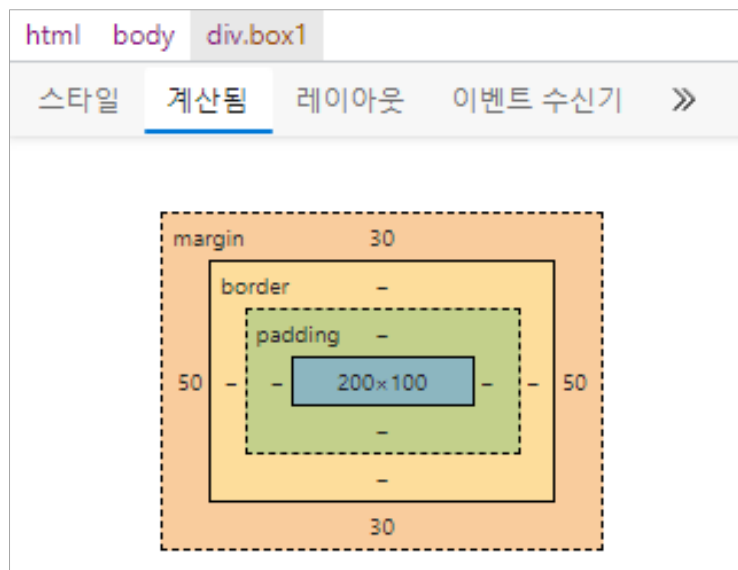 html body div.box1
스타일 계산됨 레이아웃 이벤트 수신기 »
margin 30
border –
padding –
50 – – 200×100 – – 50
–
–
30